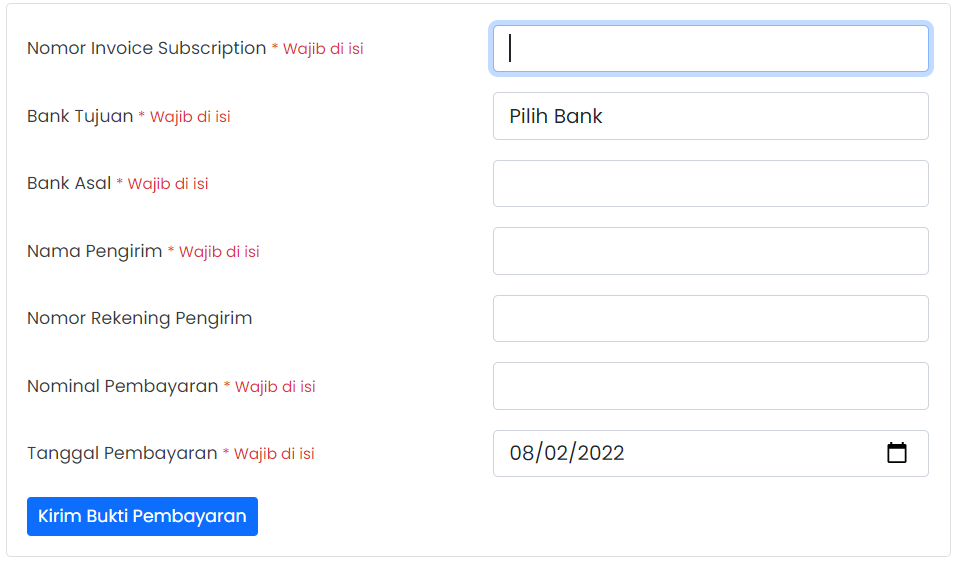 Nomor Invoice Subscription * Wajib di isi
Bank Tujuan * Wajib di isi
Pilih Bank
Bank Asal * Wajib di isi
Nama Pengirim * Wajib di isi
Nomor Rekening Pengirim
Nominal Pembayaran * Wajib di isi
Tanggal Pembayaran * Wajib di isi
08/02/2022
Kirim Bukti Pembayaran